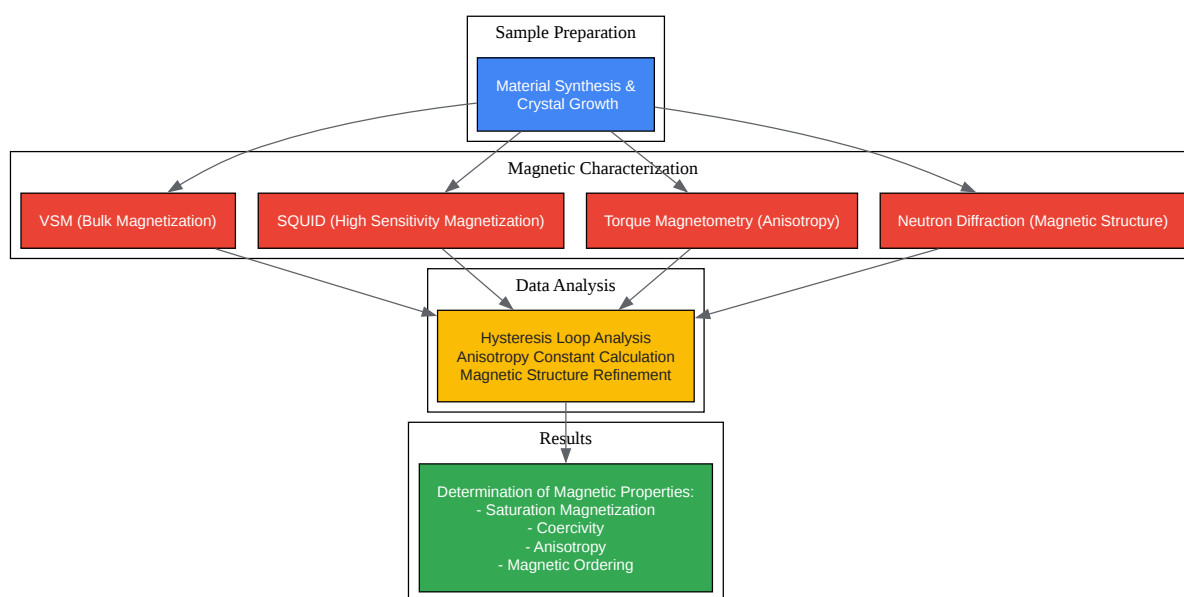 Sample Preparation
Material Synthesis &
Crystal Growth
Magnetic Characterization
VSM (Bulk Magnetization)
SQUID (High Sensitivity Magnetization)
Torque Magnetometry (Anisotropy)
Neutron Diffraction (Magnetic Structure)
Data Analysis
Hysteresis Loop Analysis
Anisotropy Constant Calculation
Magnetic Structure Refinement
Results
Determination of Magnetic Properties:
- Saturation Magnetization
- Coercivity
- Anisotropy
- Magnetic Ordering